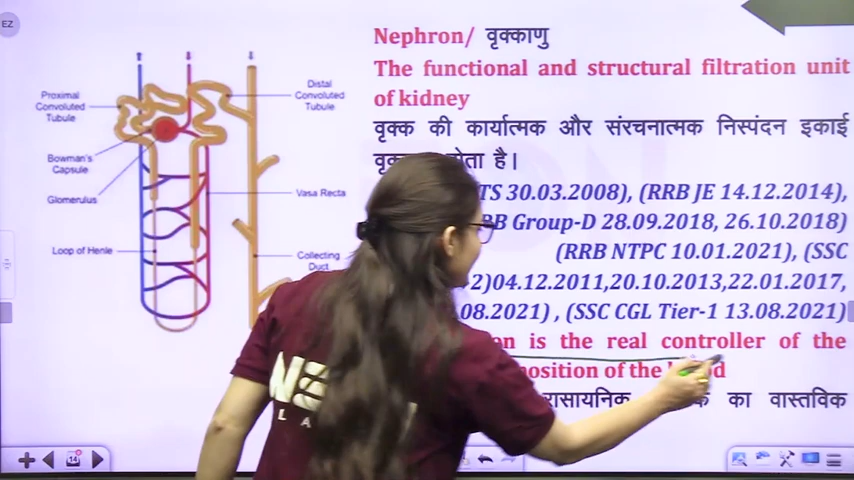 EZ
Nephron/ वृक्काणु
The functional and structural filtration unit
of kidney
वृक्क की कार्यात्मक और संरचनात्मक निस्पंदन इकाई
होता है।
TS 30.03.2008), (RRB JE 14.12.2014),
Group-D 28.09.2018, 26.10.2018)
(RRB NTPC 10.01.2021), (SSC
2)04.12.2011,20.10.2013,22.01.2017,
08.2021) , (SSC CGL Tier-1 13.08.2021)
is the real controller of the
position of the
रासायनिक का वास्तविक
Proximal
Convoluted
Tubule
Bowman's
Capsule
Glomerulus
Loop of Henle
Distal
Convoluted
Tubule
Vasa Recta
Collecting
Duct
14